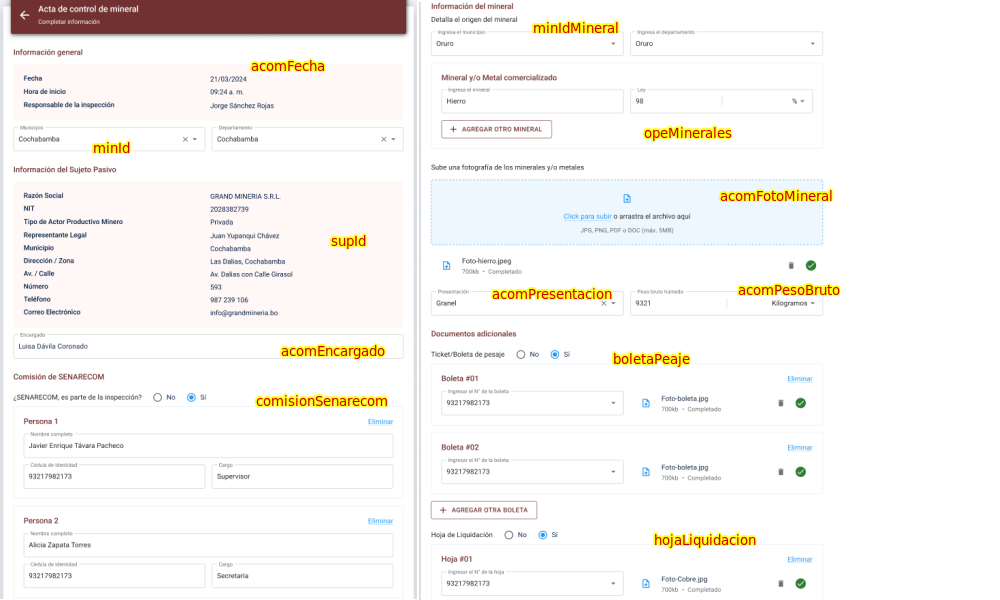 Acta de control de mineral
Completar información
Información general
acomFecha
Fecha 21/03/2024
Hora de inicio 09:24 a. m.
Responsable de la inspección Jorge Sánchez Rojas
Municipio
Cochabamba
Departamento
Cochabamba
minId
Información del Sujeto Pasivo
Razón Social GRAND MINERIA S.R.L.
NIT 2028382739
Tipo de Actor Productivo Minero Privada
Representante Legal Juan Yupanqui Chávez
supId
Municipio Cochabamba
Dirección / Zona Las Dalias, Cochabamba
Av. / Calle Av. Dalias con Calle Girasol
Número 593
Teléfono 987 239 106
Correo Electrónico info@grandmineria.bo
Encargado
Luisa Dávila Coronado
acomEncargado
Comisión de SENARECOM
¿SENARECOM, es parte de la inspección? No Sí
comisionSenarecom
Persona 1 Eliminar
Nombre completo
Javier Enrique Távara Pacheco
Cédula de Identidad
93217982173
Cargo
Supervisor
Persona 2 Eliminar
Nombre completo
Alicia Zapata Torres
Cédula de Identidad
93217982173
Cargo
Secretaria
Información del mineral
Detalla el origen del mineral
minIdMineral
Ingresa el municipio
Oruro
Ingresa el departamento
Oruro
Mineral y/o Metal comercializado
Ingresa el mineral
Hierro
Ley
98 %
+ AGREGAR OTRO MINERAL
opeMinerales
Sube una fotografía de los minerales y/o metales
acomFotoMineral
Click para subir o arrastra el archivo aquí
JPG, PNG, PDF o DOC (máx. 5MB)
Foto-hierro.jpeg
700kb • Completado
acomPresentacion
acomPesoBruto
Presentación
Granel
Peso bruto húmedo
9321 Kilogramos
Documentos adicionales
Ticket/Boleta de pesaje No Sí
boletaPeaje
Boleta #01 Eliminar
Ingresar el N° de la boleta
93217982173
Foto-boleta.jpg
700kb • Completado
Boleta #02 Eliminar
Ingresar el N° de la boleta
93217982173
Foto-boleta.jpg
700kb • Completado
+ AGREGAR OTRA BOLETA
Hoja de Liquidación No Sí
hojaLiquidacion
Hoja #01 Eliminar
Ingresar el N° de la hoja
93217982173
Foto-Cobre.jpg
700kb • Completado